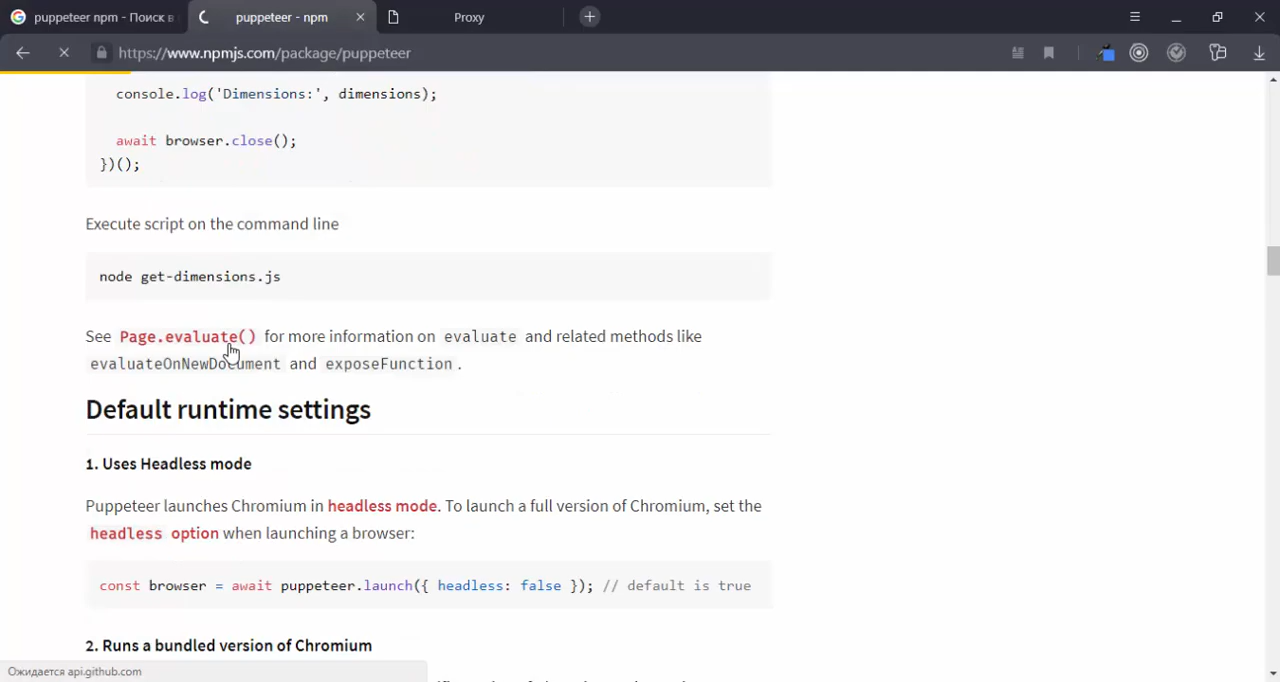 puppeteer npm - Поиск в
puppeteer - npm
Proxy
https://www.npmjs.com/package/puppeteer
console.log('Dimensions:', dimensions);
await browser.close();
})();
Execute script on the command line
node get-dimensions.js
See Page.evaluate() for more information on evaluate and related methods like
evaluateOnNewDocument and exposeFunction.
Default runtime settings
1. Uses Headless mode
Puppeteer launches Chromium in headless mode. To launch a full version of Chromium, set the
headless option when launching a browser:
const browser = await puppeteer.launch({ headless: false }); // default is true
2. Runs a bundled version of Chromium
Ожидается api.github.com